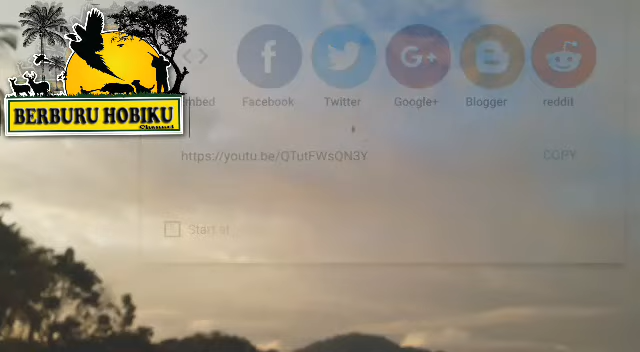 BERBURU HOBIKU
mbed
Facebook
Twitter
Google+
Blogger
reddit
https://youtu.be/QTutFWsQN3Y
COPY
Start at